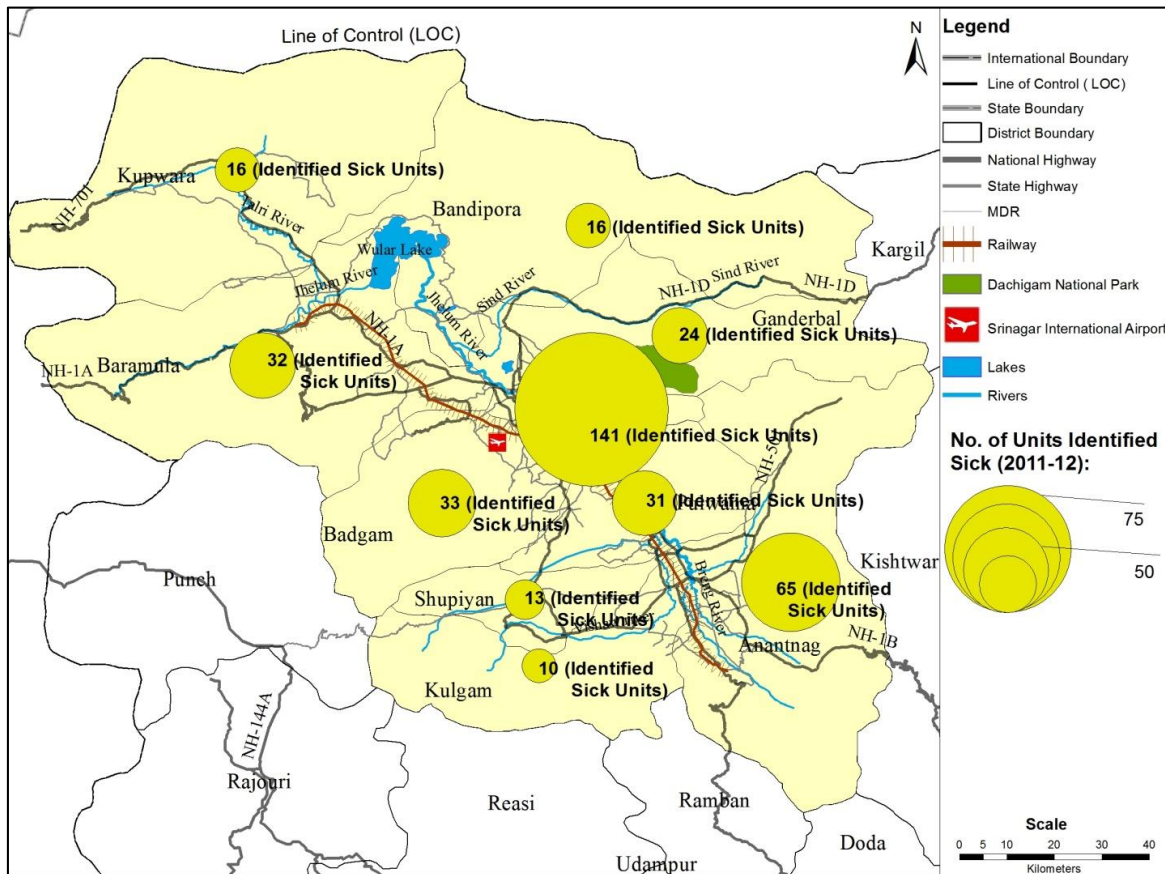 Line of Control (LOC)
N
Kupwara
16 (Identified Sick Units)
NH-701
Talri River
Bandipora
16 (Identified Sick Units)
Kargil
Wular Lake
Jhelum River
Jhelum River
Sind River
NH-1D
Sind River
NH-1D
Ganderbal
24 (Identified Sick Units)
NH-1A
Baramula
NH-1A
32 (Identified
Sick Units)
141 (Identified Sick Units)
33 (Identified
Sick Units)
Badgam
31 (Identified Sick Units)
Punch
Kishtwar
Shupiyan
13 (Identified
Sick Units)
65 (Identified
Sick Units)
Breng River
Anantnag
NH-1B
10 (Identified
Sick Units)
Kulgam
NH-144A
Rajouri
Reasi
Ramban
Doda
Udampur
Legend
International Boundary
Line of Control ( LOC)
State Boundary
District Boundary
National Highway
State Highway
MDR
Railway
Dachigam National Park
Srinagar International Airport
Lakes
Rivers
No. of Units Identified
Sick (2011-12):
75
50
Scale
0 5 10 20 30 40
Kilometers